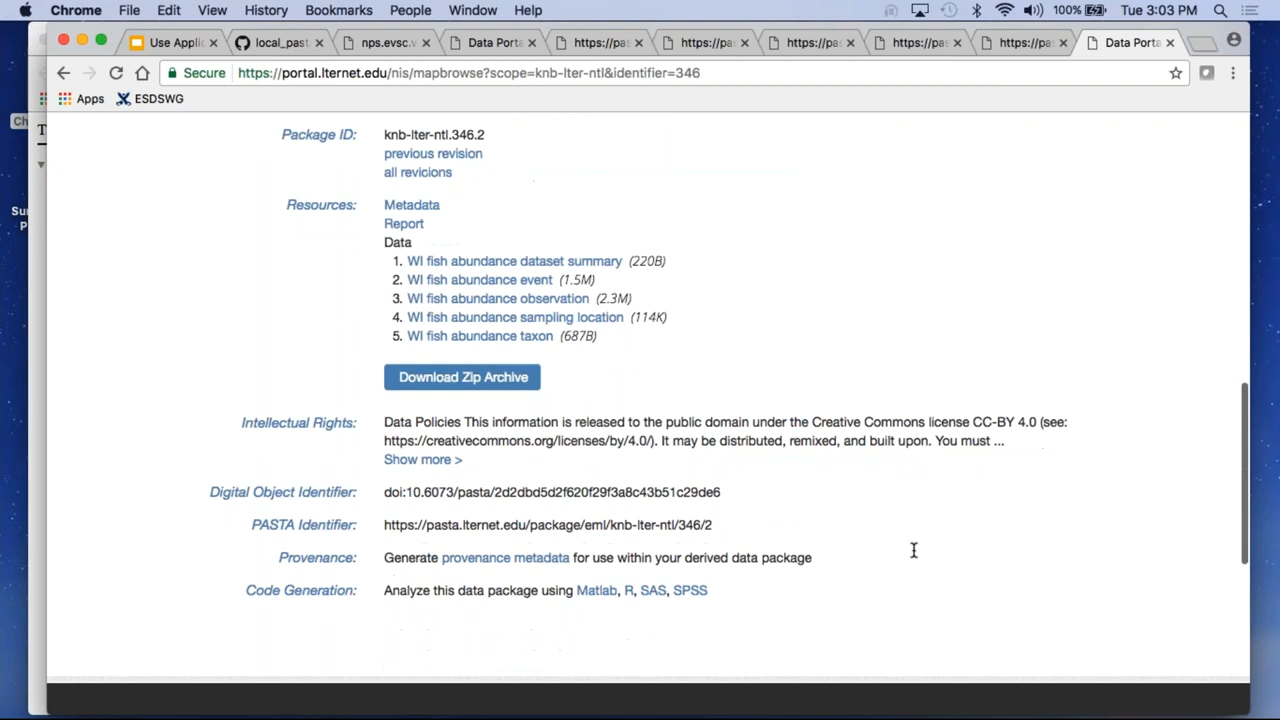 Chrome File Edit View History Bookmarks People Window Help 100% Tue 3:03 PM
Use Applic local_past nps.evsc.v Data Porta https://pas https://pas https://pas https://pas https://pas Data Porta
Secure https://portal.lternet.edu/nis/mapbrowse?scope=knb-lter-ntl&identifier=346
Apps ESDSWG
Ch
T
Su
P
Package ID: knb-lter-ntl.346.2
previous revision
all revicions
Resources: Metadata
Report
Data
1. WI fish abundance dataset summary (220B)
2. WI fish abundance event (1.5M)
3. WI fish abundance observation (2.3M)
4. WI fish abundance sampling location (114K)
5. WI fish abundance taxon (687B)
Download Zip Archive
Intellectual Rights: Data Policies This information is released to the public domain under the Creative Commons license CC-BY 4.0 (see:
https://creativecommons.org/licenses/by/4.0/). It may be distributed, remixed, and built upon. You must ...
Show more >
Digital Object Identifier: doi:10.6073/pasta/2d2dbd5d2f620f29f3a8c43b51c29de6
PASTA Identifier: https://pasta.lternet.edu/package/eml/knb-lter-ntl/346/2
Provenance: Generate provenance metadata for use within your derived data package
Code Generation: Analyze this data package using Matlab, R, SAS, SPSS